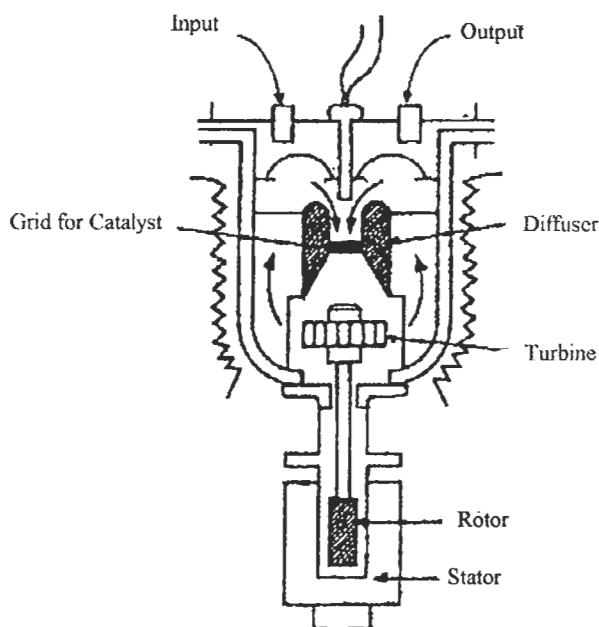 Input
Output
Grid for Catalyst
Diffuser
Turbine
Rotor
Stator